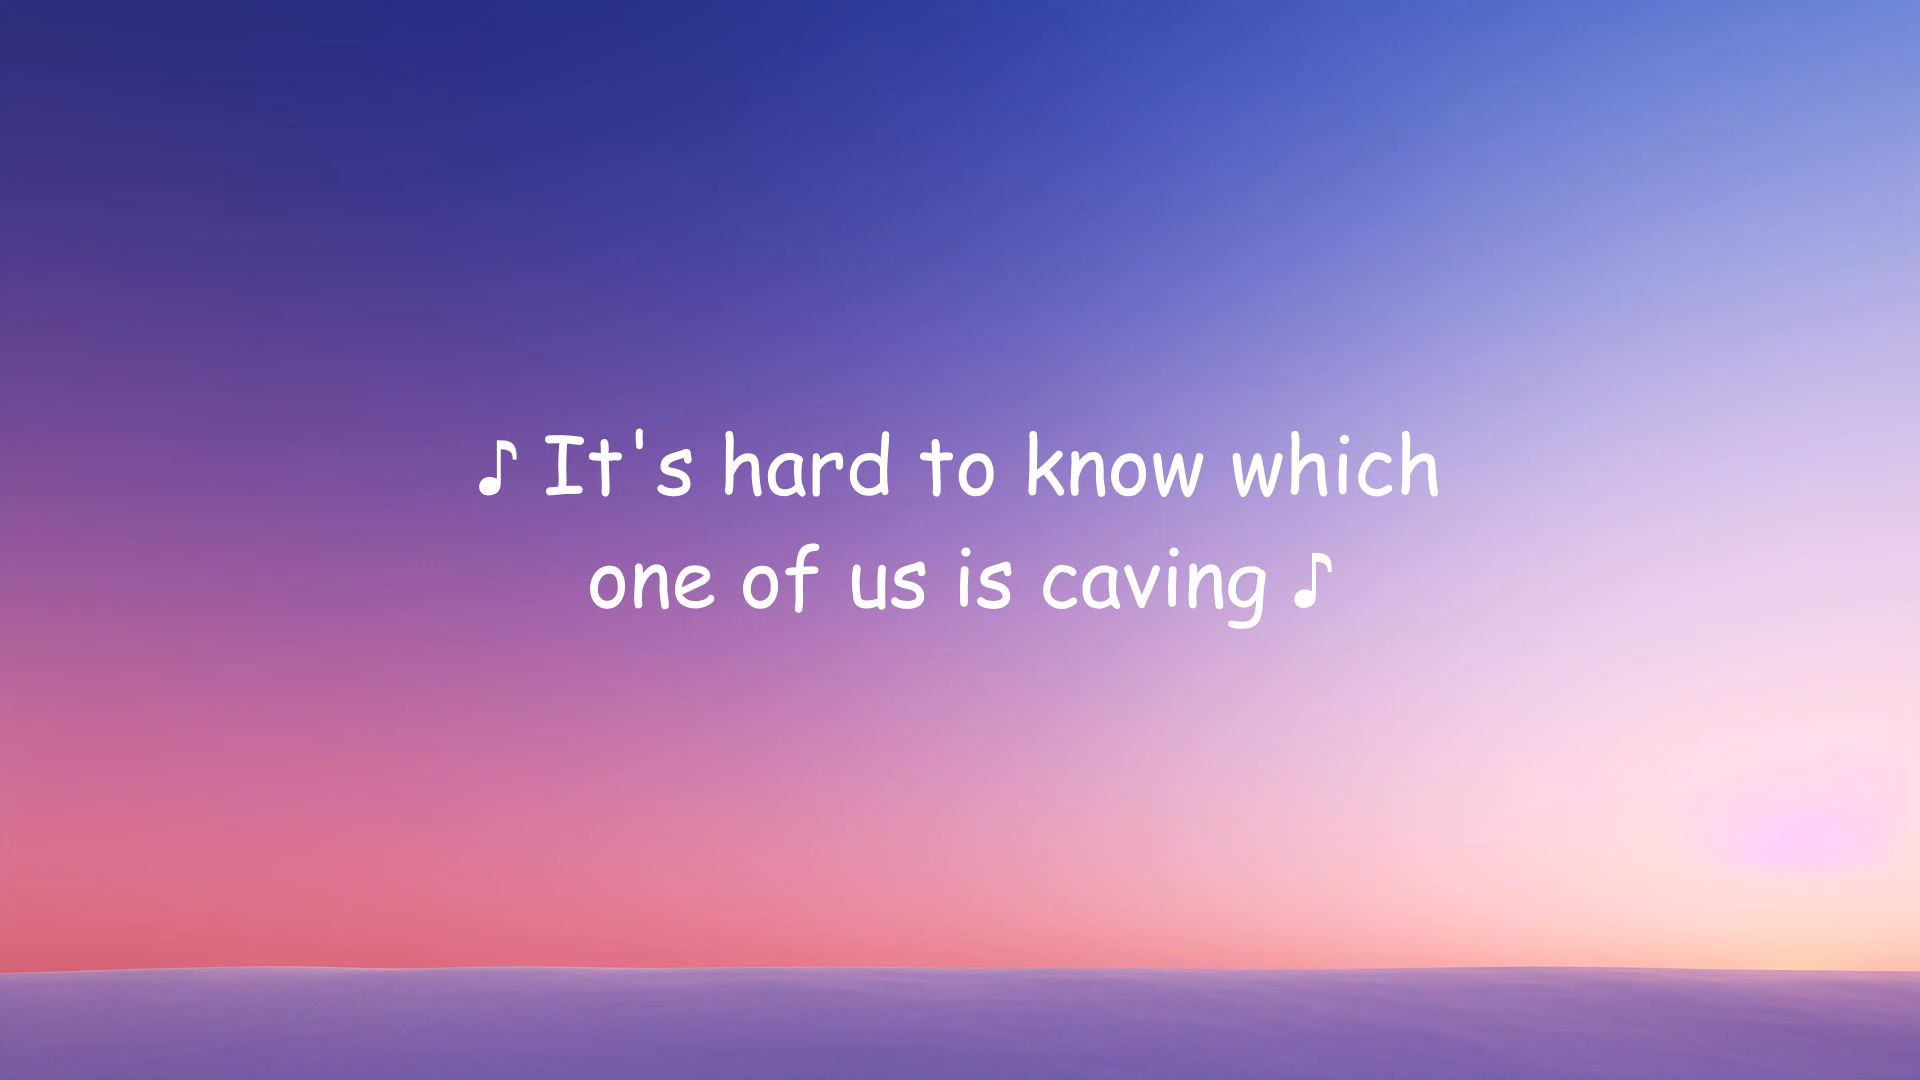 ♪ It's hard to know which
one of us is caving ♪